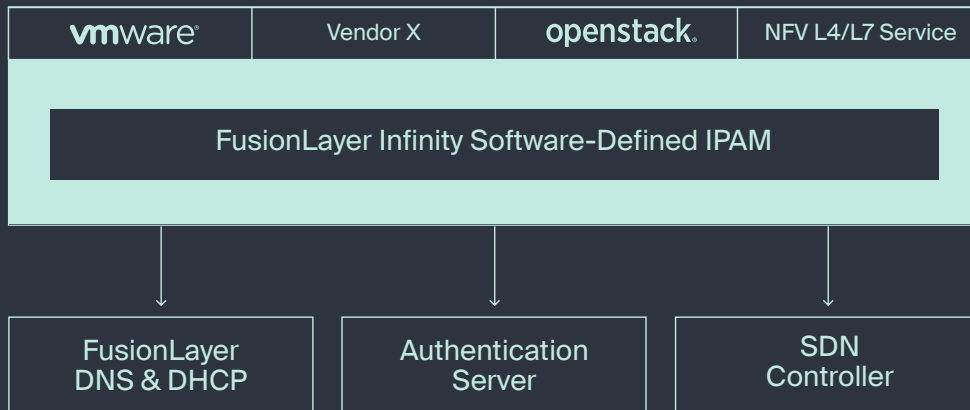 vmware®
Vendor X
openstack®
NFV L4/L7 Service
FusionLayer Infinity Software-Defined IPAM
FusionLayer
DNS & DHCP
Authentication
Server
SDN
Controller